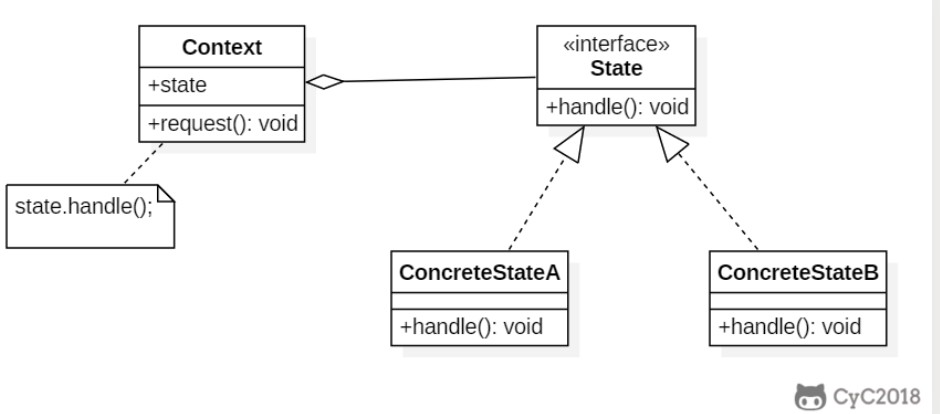 Context
+state
+request(): void
«interface»
State
+handle(): void
state.handle();
ConcreteStateA
+handle(): void
ConcreteStateB
+handle(): void
CyC2018